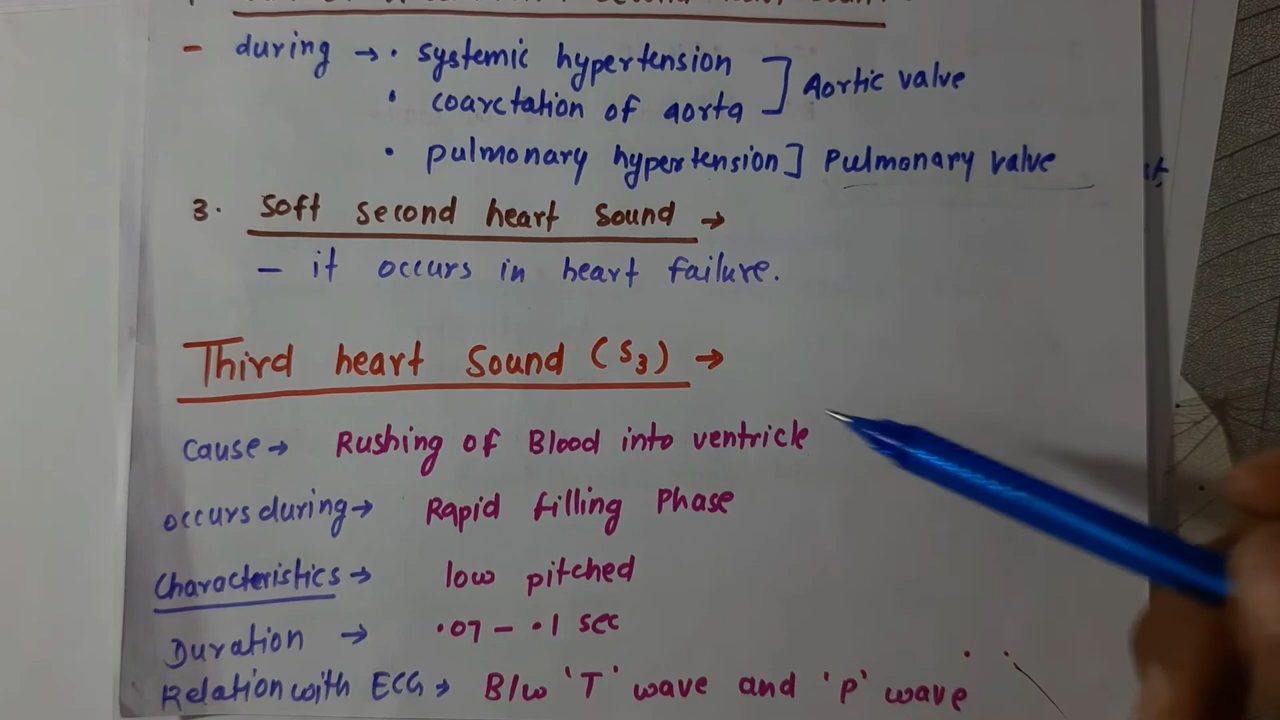 - during → • systemic hypertension ] Aortic valve
• coarctation of aorta
• pulmonary hypertension] Pulmonary valve
3. Soft second heart Sound →
- it occurs in heart failure.
Third heart Sound (S3) →
Cause → Rushing of Blood into ventricle
occurs during → Rapid filling Phase
Characteristics → low pitched
Duration → .07 - .1 sec
Relation with ECG → B/w 'T' wave and 'P' wave